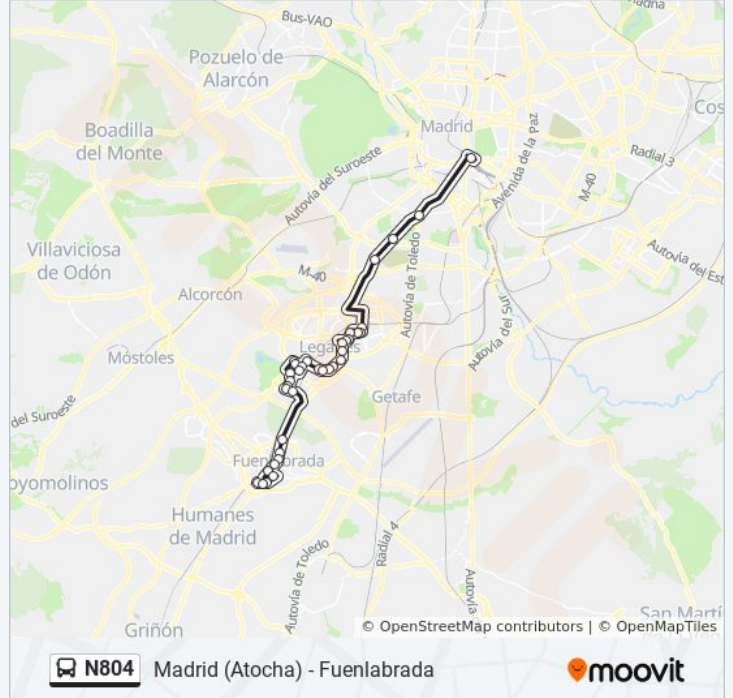 Bus-VAO
Pozuelo de
Alarcón
Boadilla
del Monte
Madrid
Avenida de la Paz
Radial 3
M-40
Autovía del Suroeste
Villaviciosa
de Odón
M-40
Autovía de Toledo
Autovía del Est
Alcorcón
Autovía del Sur
Móstoles
Getafe
del Suroeste
Fuenlabrada
oyomolinos
Humanes
de Madrid
Autovía de Toledo
Radial 4
Autovía
San Martí
Griñón
© OpenStreetMap contributors | © OpenMapTiles
N804 Madrid (Atocha) - Fuenlabrada
moovit